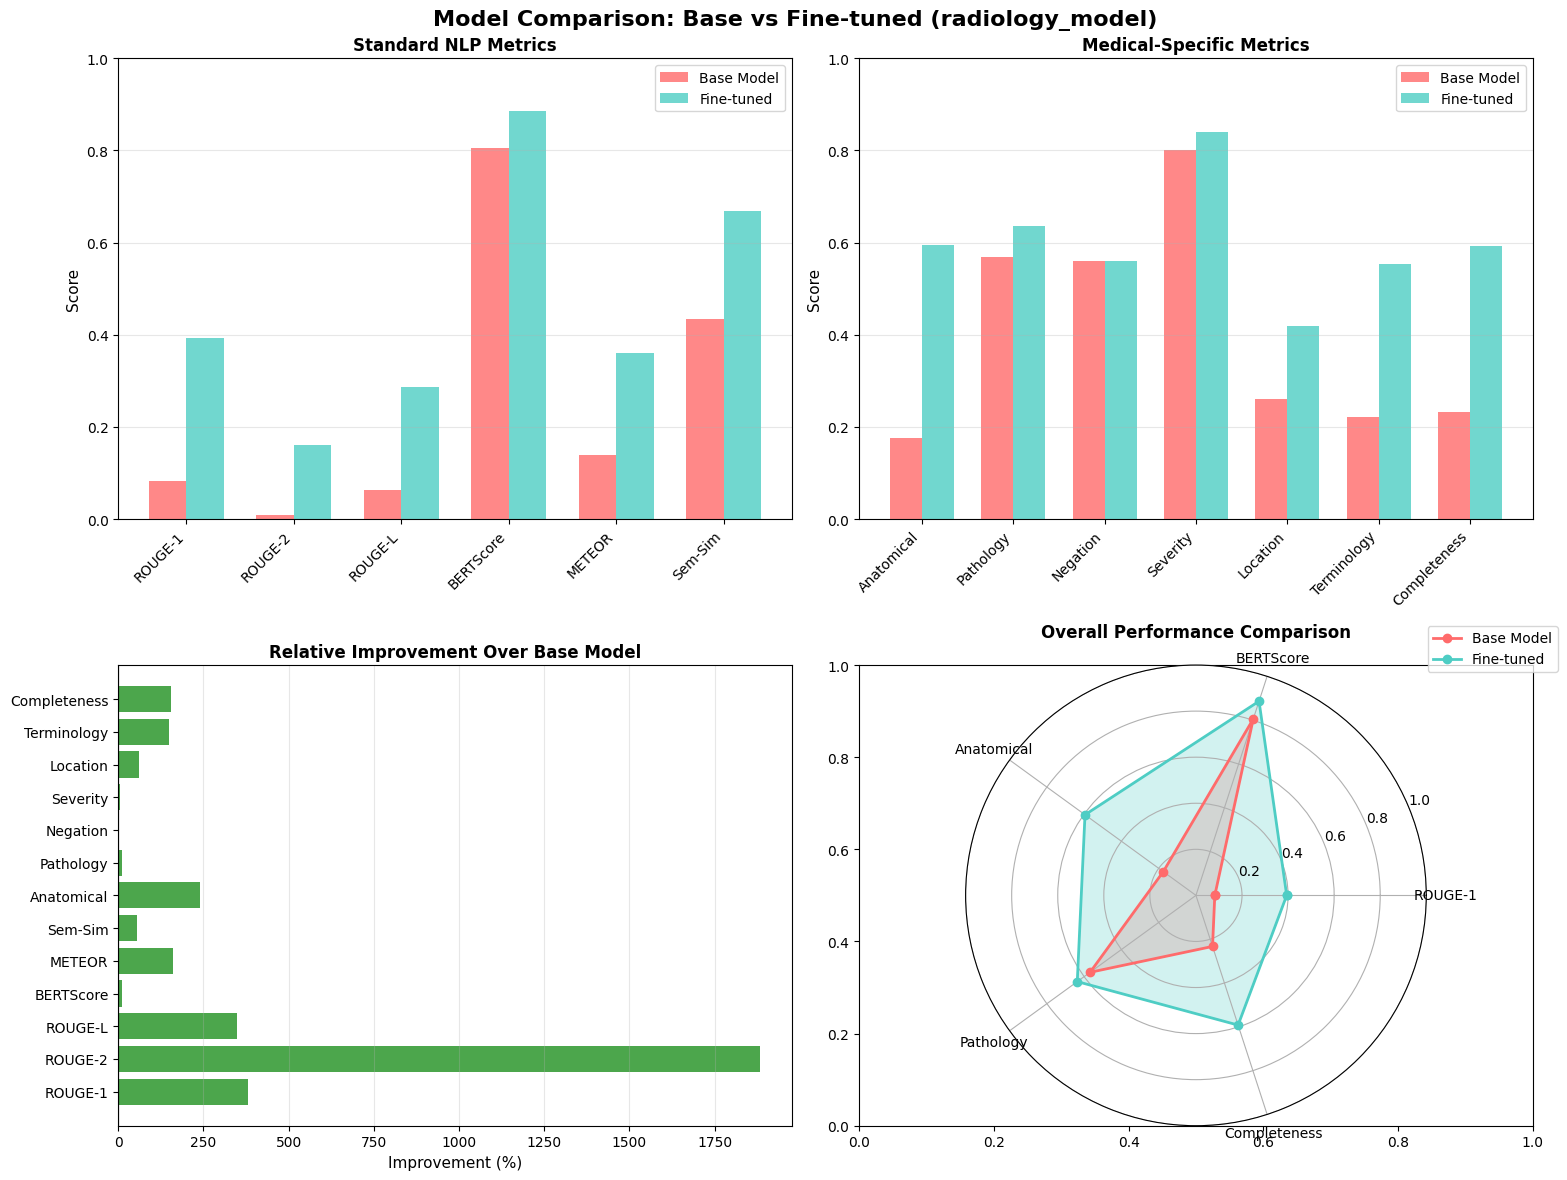 Model Comparison: Base vs Fine-tuned (radiology_model)
Standard NLP Metrics
Base Model
Fine-tuned
Score
1.0
0.8
0.6
0.4
0.2
0.0
ROUGE-1
ROUGE-2
ROUGE-L
BERTScore
METEOR
Sem-Sim
Medical-Specific Metrics
Base Model
Fine-tuned
Score
1.0
0.8
0.6
0.4
0.2
0.0
Anatomical
Pathology
Negation
Severity
Location
Terminology
Completeness
Relative Improvement Over Base Model
Completeness
Terminology
Location
Severity
Negation
Pathology
Anatomical
Sem-Sim
METEOR
BERTScore
ROUGE-L
ROUGE-2
ROUGE-1
0
250
500
750
1000
1250
1500
1750
Improvement (%)
Overall Performance Comparison
Base Model
Fine-tuned
1.0
0.8
0.6
0.4
0.2
0.0
BERTScore
Anatomical
1.0
0.8
0.6
0.4
0.2
ROUGE-1
Pathology
Completeness
0.0
0.2
0.4
0.6
0.8
1.0